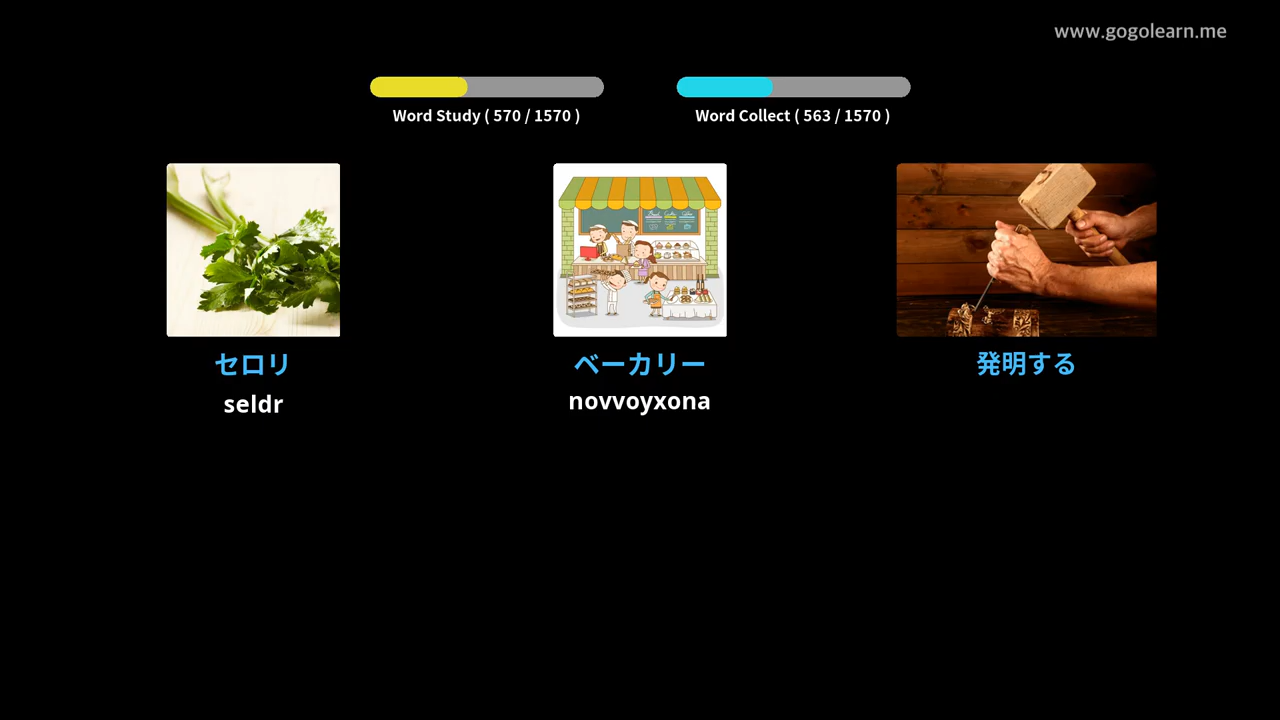 www.gogolearn.me
Word Study ( 570 / 1570 )
Word Collect ( 563 / 1570 )
セロリ
seldr
ベーカリー
novvoyxona
発明する